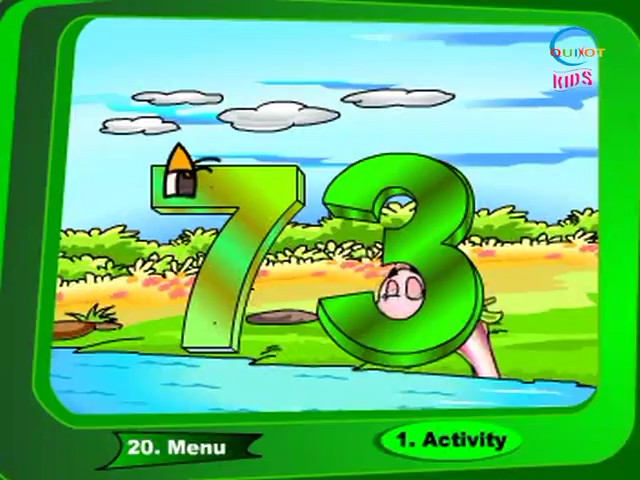 QUIXOT
KIDS
73
20. Menu
1. Activity